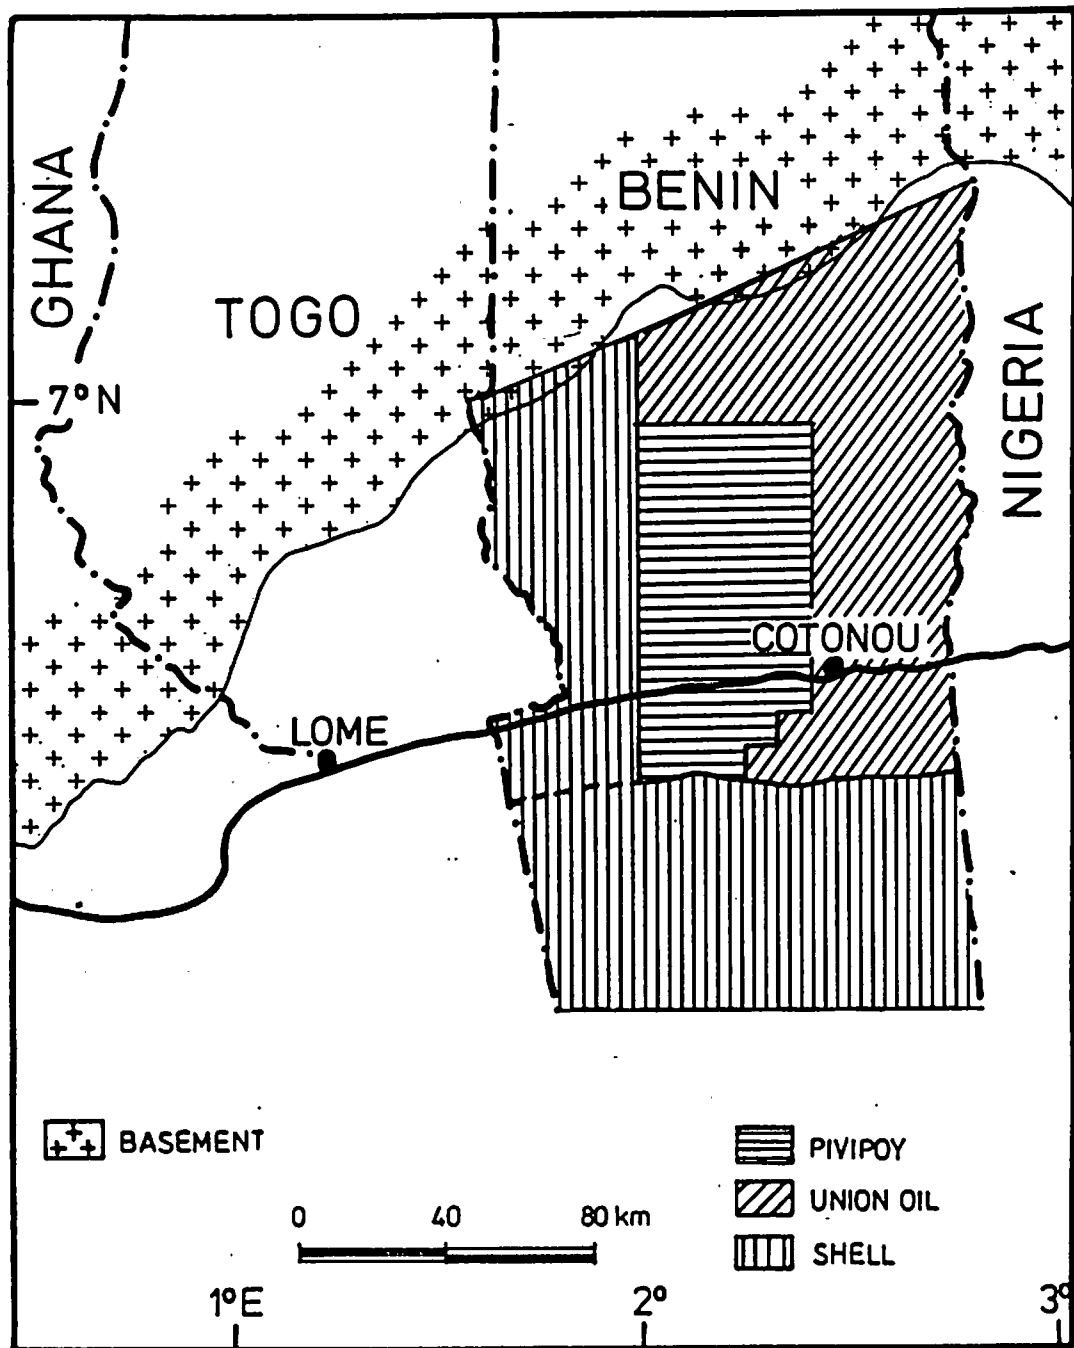 GHANA
TOGO
BENIN
NIGERIA
7°N
COTONOU
LOME
BASEMENT
PIVIPOY
UNION OIL
SHELL
0 40 80 km
1°E 2° 3°